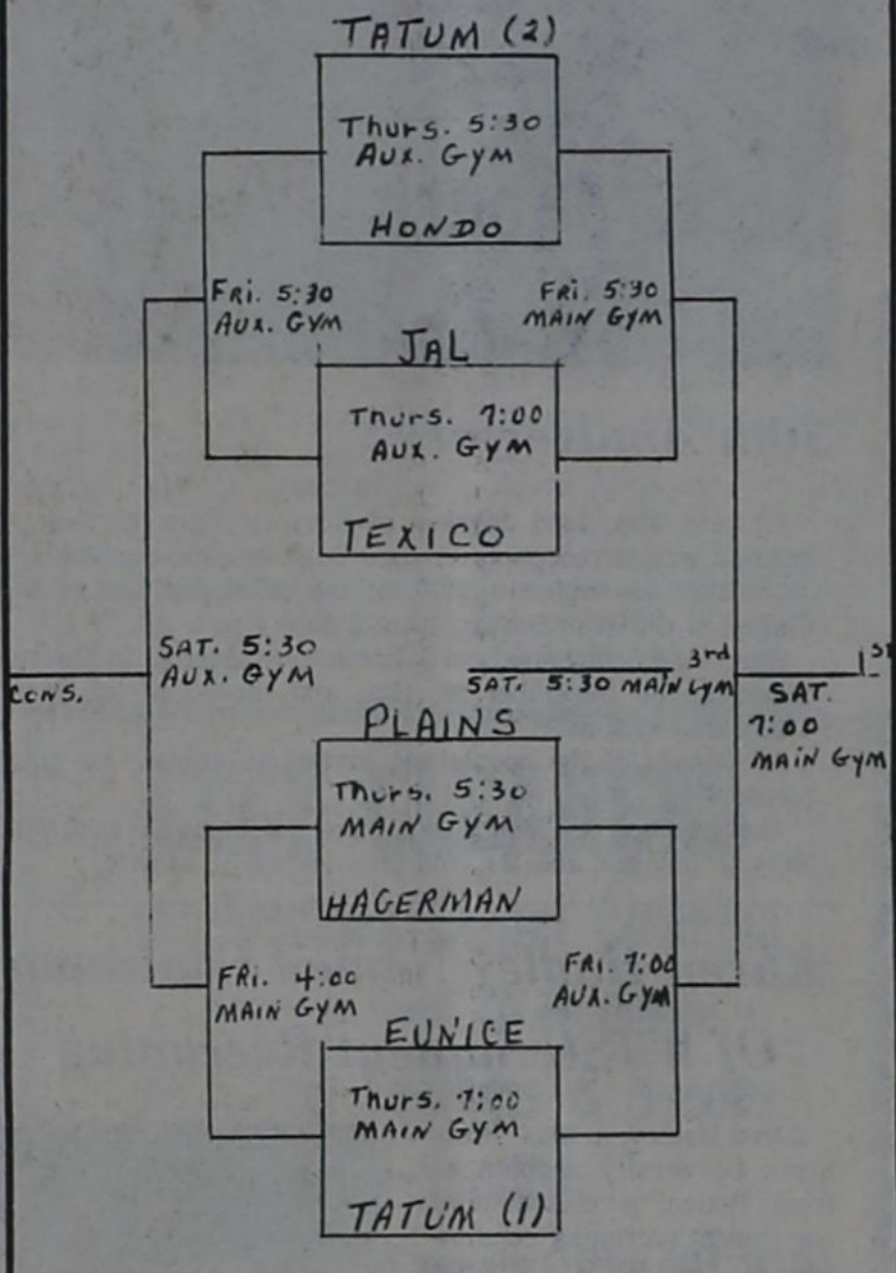 TATUM (2)
Thurs. 5:30
AUX. GYM
HONDO
FRi. 5:30
AUX. GYM
FRi. 5:30
MAIN GYM
JAL
Thurs. 7:00
AUX. GYM
TEXICO
SAT. 5:30
AUX. GYM
CONS.
3rd
SAT. 5:30 MAIN GYM
1st
SAT.
7:00
MAIN GYM
PLAINS
Thurs. 5:30
MAIN GYM
HAGERMAN
FRi. 4:00
MAIN GYM
FRi. 7:00
AUX. GYM
EUNICE
Thurs. 7:00
MAIN GYM
TATUM (1)